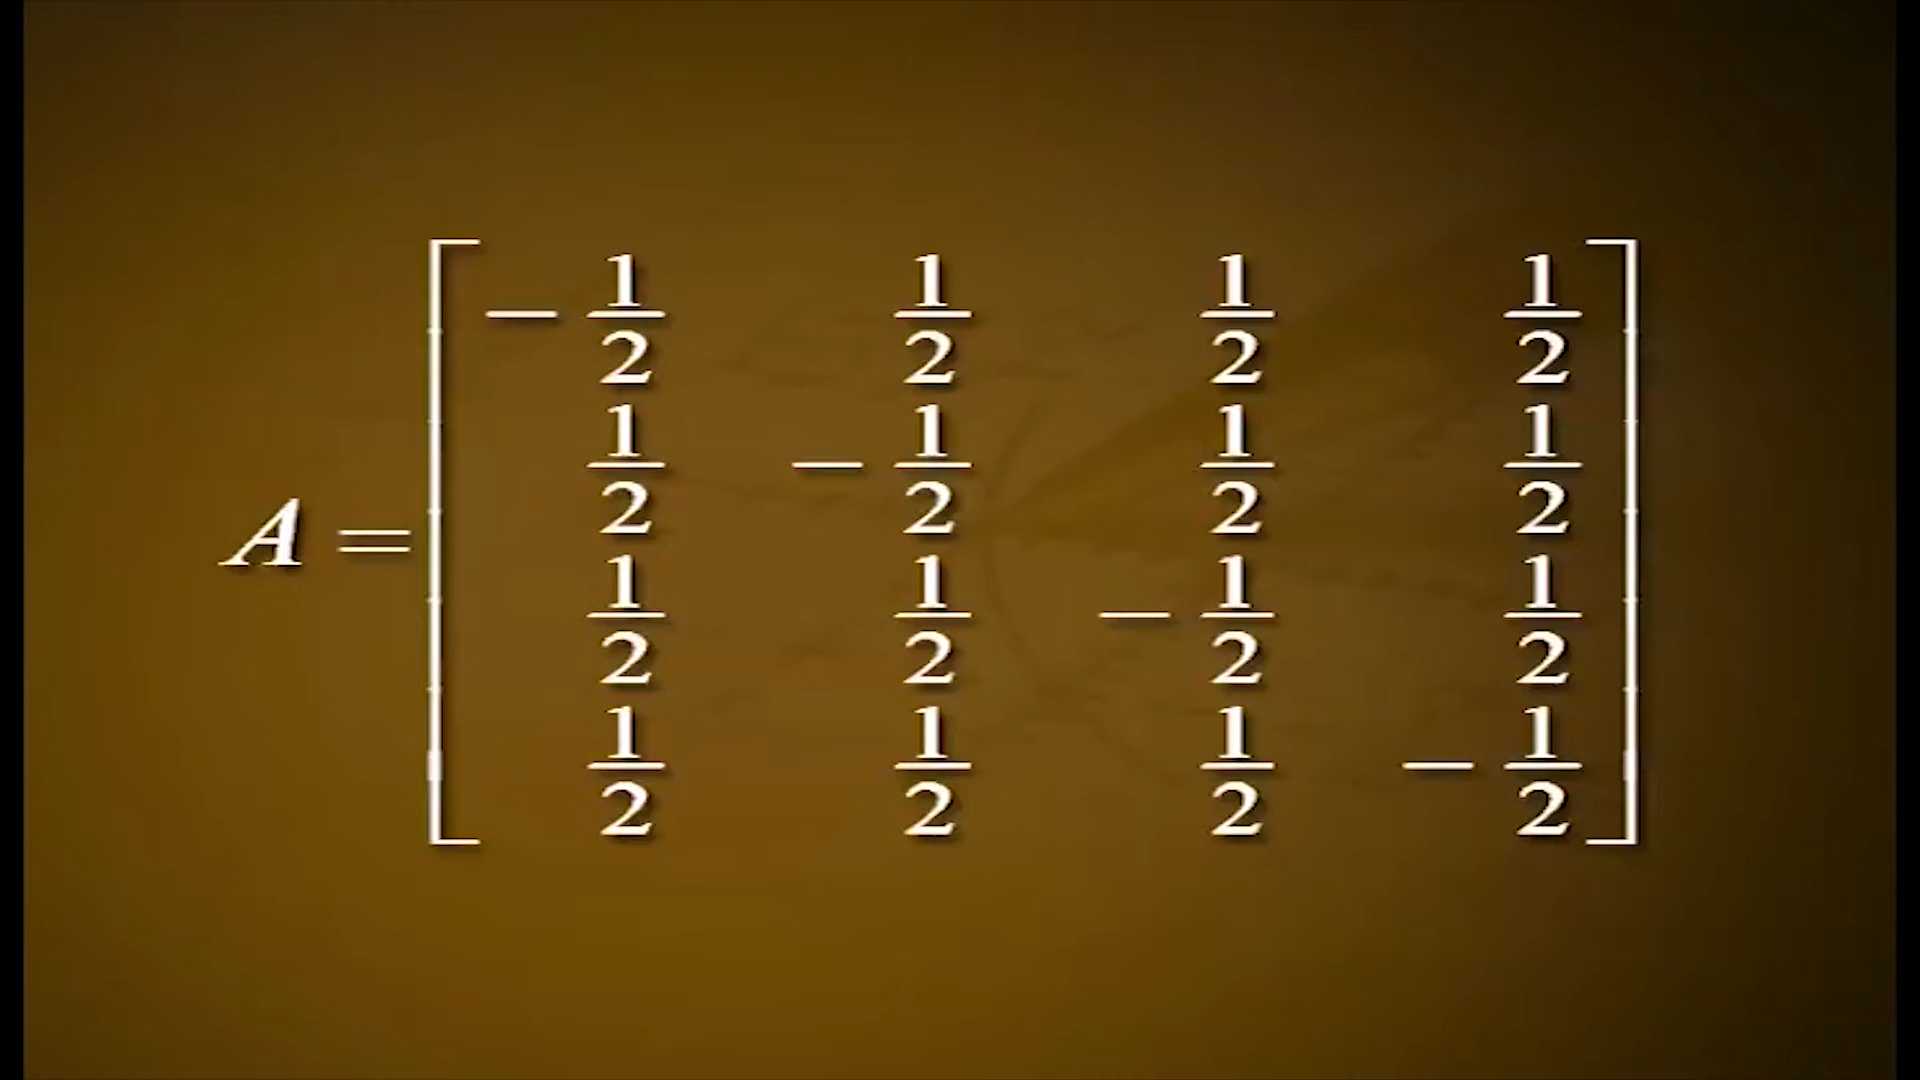 A = [ -1/2 1/2 1/2 1/2
1/2 -1/2 1/2 1/2
1/2 1/2 -1/2 1/2
1/2 1/2 1/2 -1/2 ]